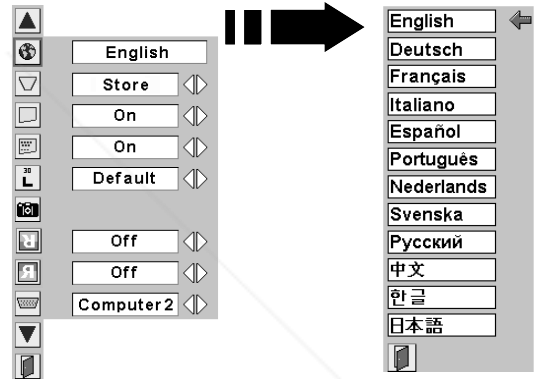 English
Store
On
On
30
L
Default
Off
Off
Computer2
English
Deutsch
Français
Italiano
Español
Português
Nederlands
Svenska
Русский
中文
한글
日本語